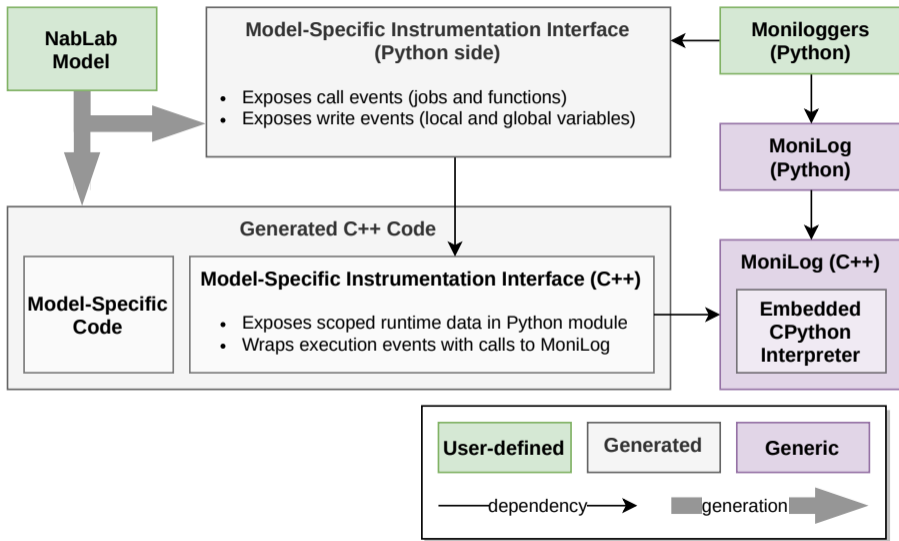 NabLab
Model
Model-Specific Instrumentation Interface
(Python side)
• Exposes call events (jobs and functions)
• Exposes write events (local and global variables)
Moniloggers
(Python)
MoniLog
(Python)
Generated C++ Code
Model-Specific
Code
Model-Specific Instrumentation Interface (C++)
• Exposes scoped runtime data in Python module
• Wraps execution events with calls to MoniLog
MoniLog (C++)
Embedded
CPython
Interpreter
User-defined
Generated
Generic
dependency
generation